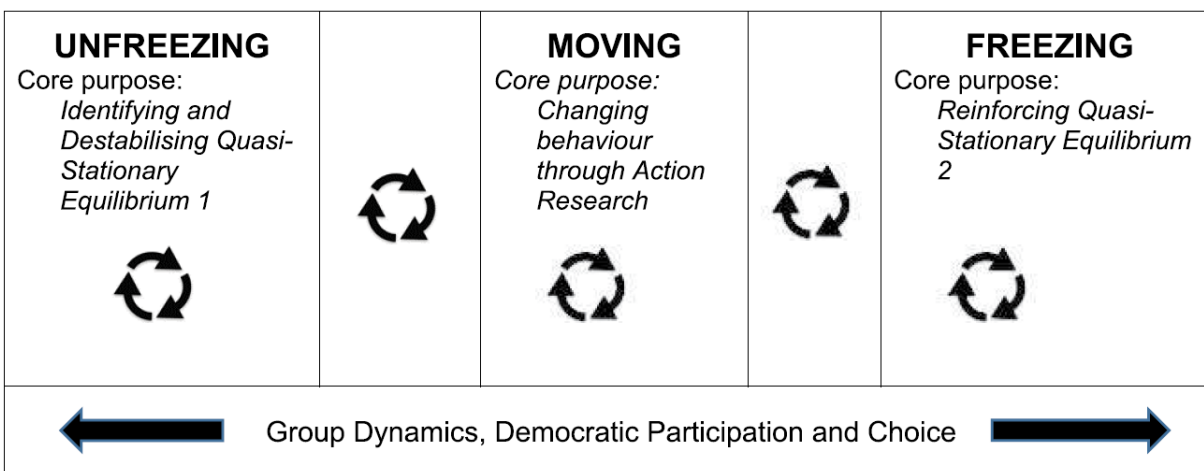 UNFREEZING
Core purpose:
Identifying and
Destabilising Quasi-
Stationary
Equilibrium 1
MOVING
Core purpose:
Changing
behaviour
through Action
Research
FREEZING
Core purpose:
Reinforcing Quasi-
Stationary Equilibrium
2
Group Dynamics, Democratic Participation and Choice